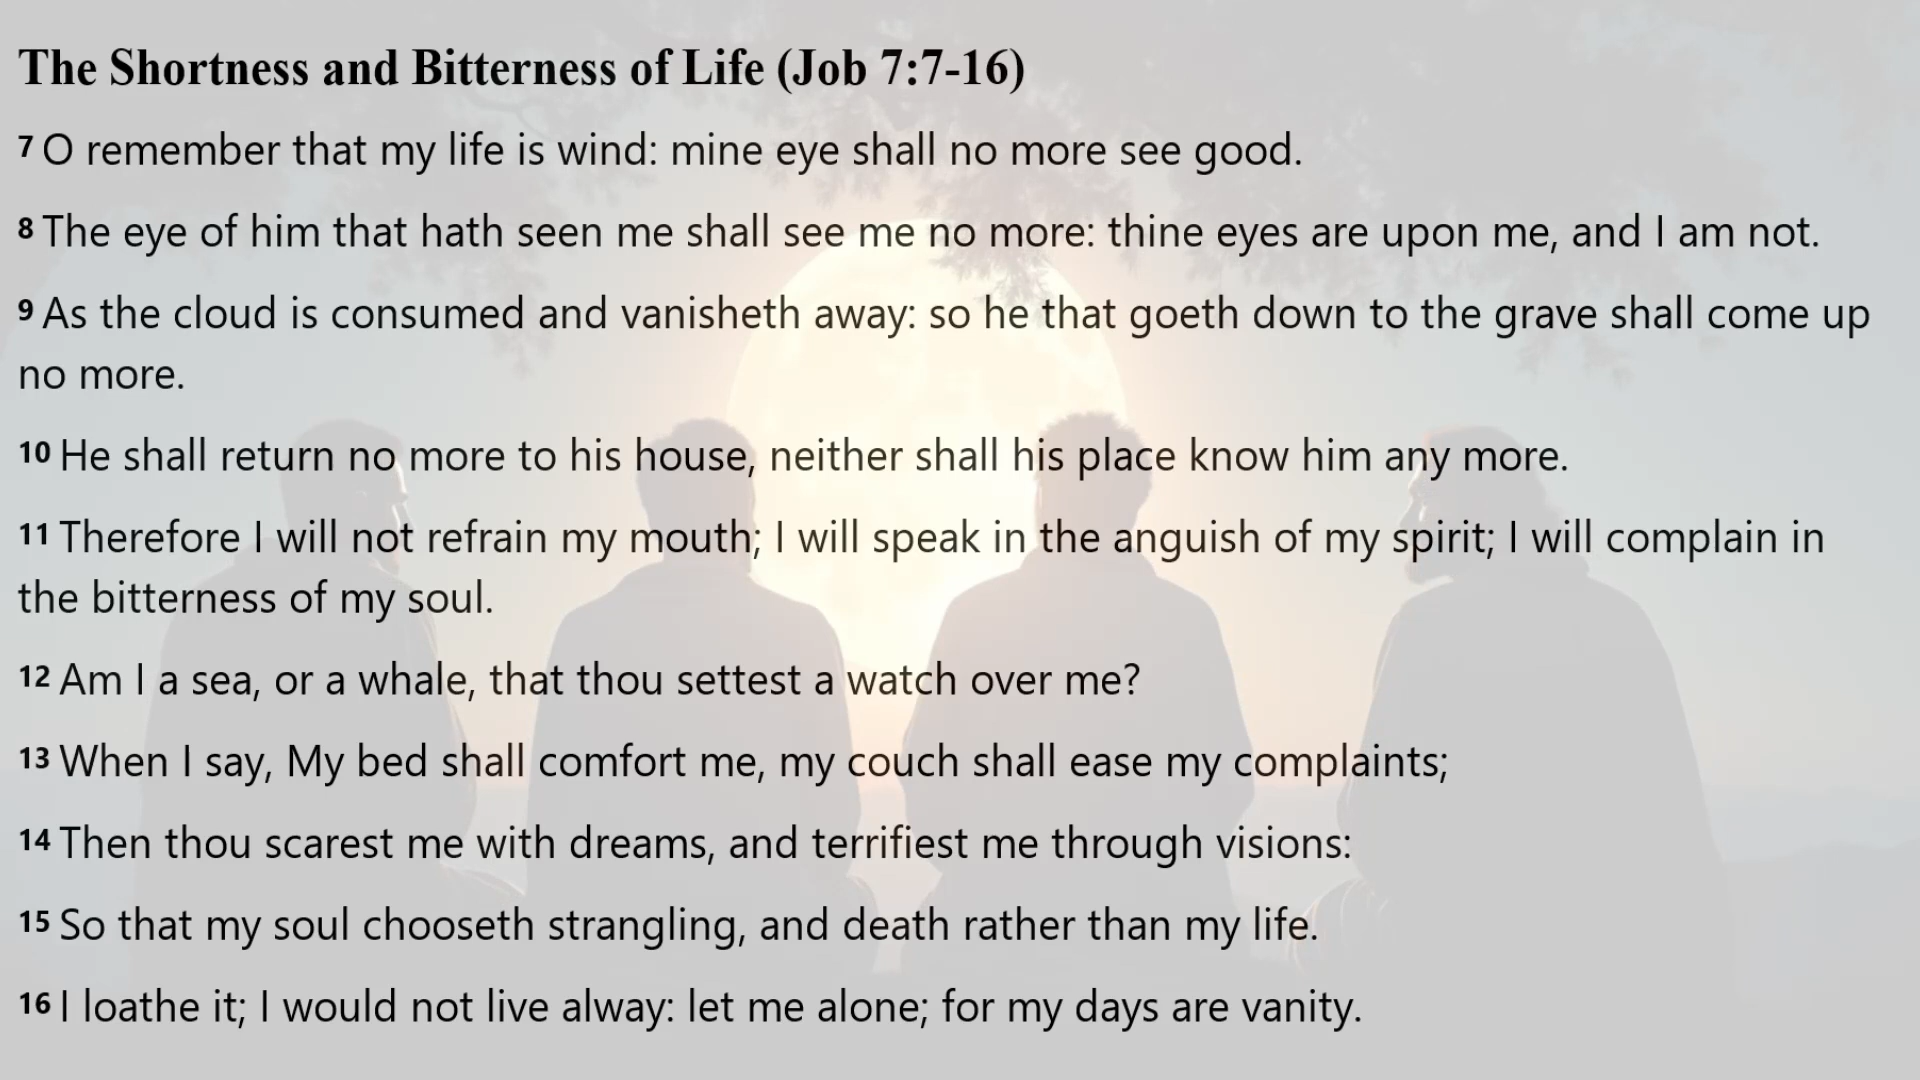 The Shortness and Bitterness of Life (Job 7:7-16)
7 O remember that my life is wind: mine eye shall no more see good.
8 The eye of him that hath seen me shall see me no more: thine eyes are upon me, and I am not.
9 As the cloud is consumed and vanisheth away: so he that goeth down to the grave shall come up
no more.
10 He shall return no more to his house, neither shall his place know him any more.
11 Therefore I will not refrain my mouth; I will speak in the anguish of my spirit; I will complain in
the bitterness of my soul.
12 Am I a sea, or a whale, that thou settest a watch over me?
13 When I say, My bed shall comfort me, my couch shall ease my complaints;
14 Then thou scarest me with dreams, and terrifiest me through visions:
15 So that my soul chooseth strangling, and death rather than my life.
16 I loathe it; I would not live alway: let me alone; for my days are vanity.